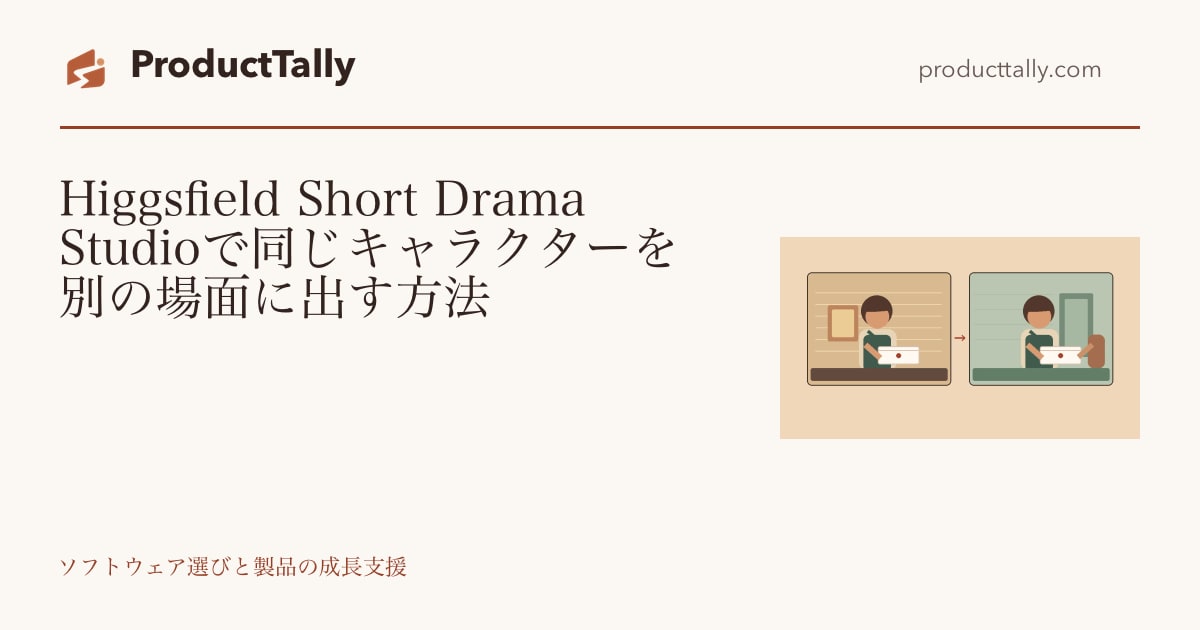 ProductTally
producttally.com
Higgsfield Short Drama
Studioで同じキャラクターを
別の場面に出す方法
→
ソフトウェア選びと製品の成長支援